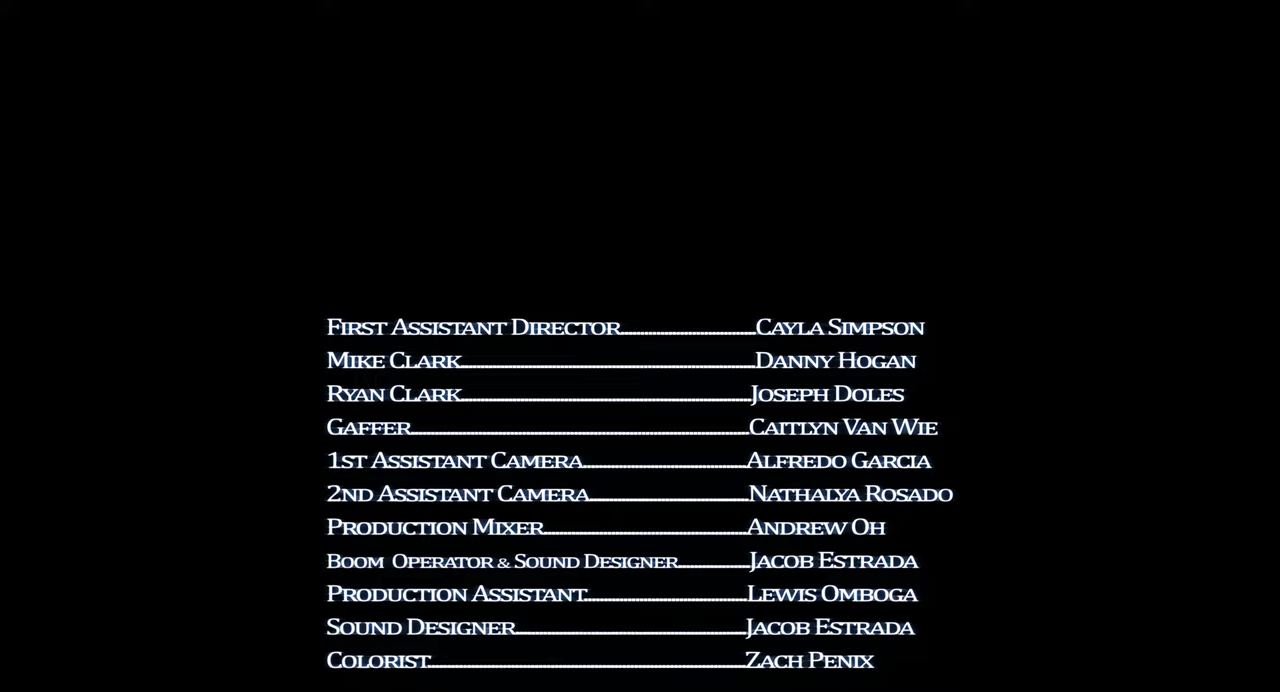 First Assistant Director........................Cayla Simpson
Mike Clark........................Danny Hogan
Ryan Clark........................Joseph Doles
Gaffer........................Caitlyn Van Wie
1st Assistant Camera........................Alfredo Garcia
2nd Assistant Camera........................Nathalya Rosado
Production Mixer........................Andrew Oh
Boom Operator & Sound Designer........................Jacob Estrada
Production Assistant........................Lewis Omboga
Sound Designer........................Jacob Estrada
Colorist........................Zach Penix